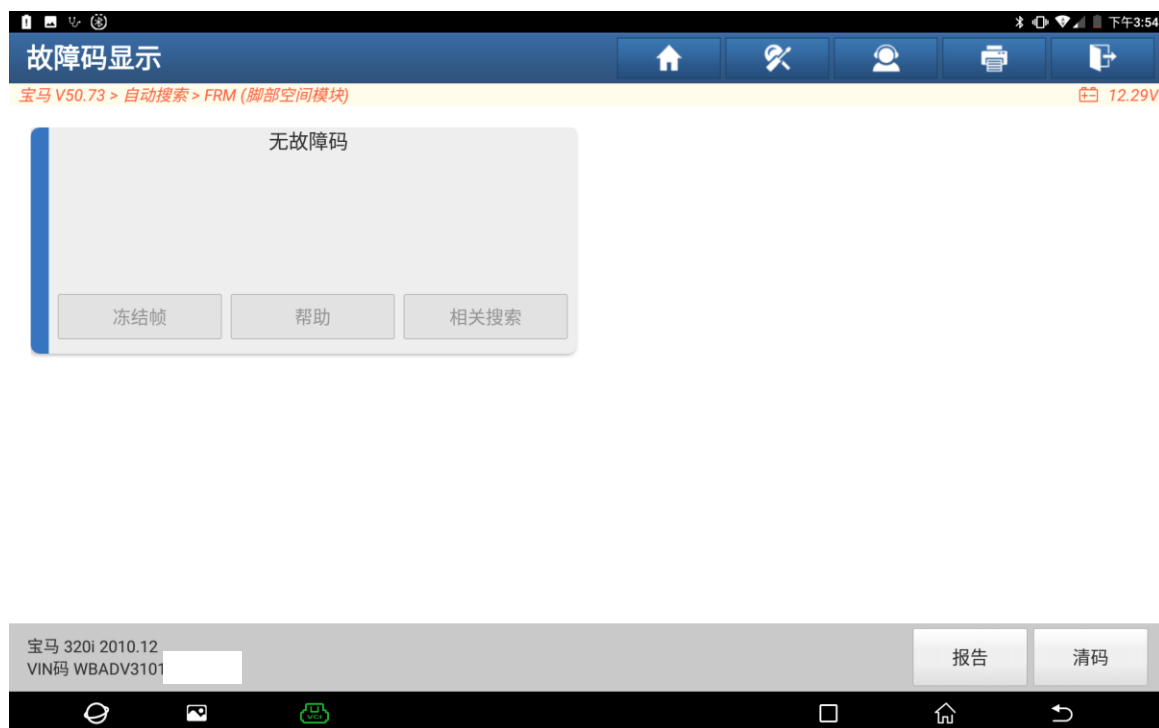 下午3:54
故障码显示
宝马 V50.73 > 自动搜索 > FRM (脚部空间模块)
12.29V
无故障码
冻结帧 帮助 相关搜索
宝马 320i 2010.12
VIN码 WBADV3101
报告 清码
VCI